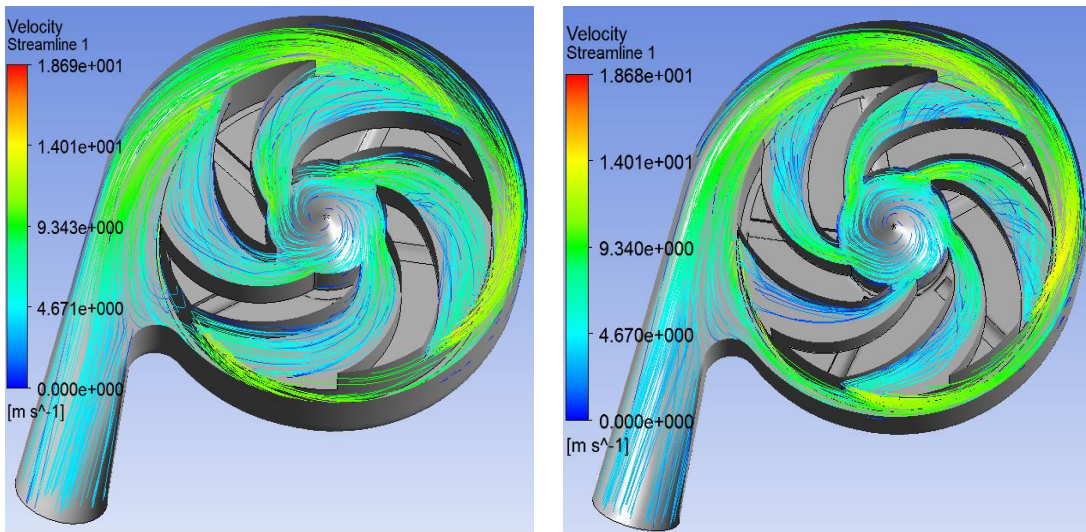 Velocity
Streamline 1
1.869e+001
1.401e+001
9.343e+000
4.671e+000
0.000e+000
[m s^-1]
Velocity
Streamline 1
1.868e+001
1.401e+001
9.340e+000
4.670e+000
0.000e+000
[m s^-1]